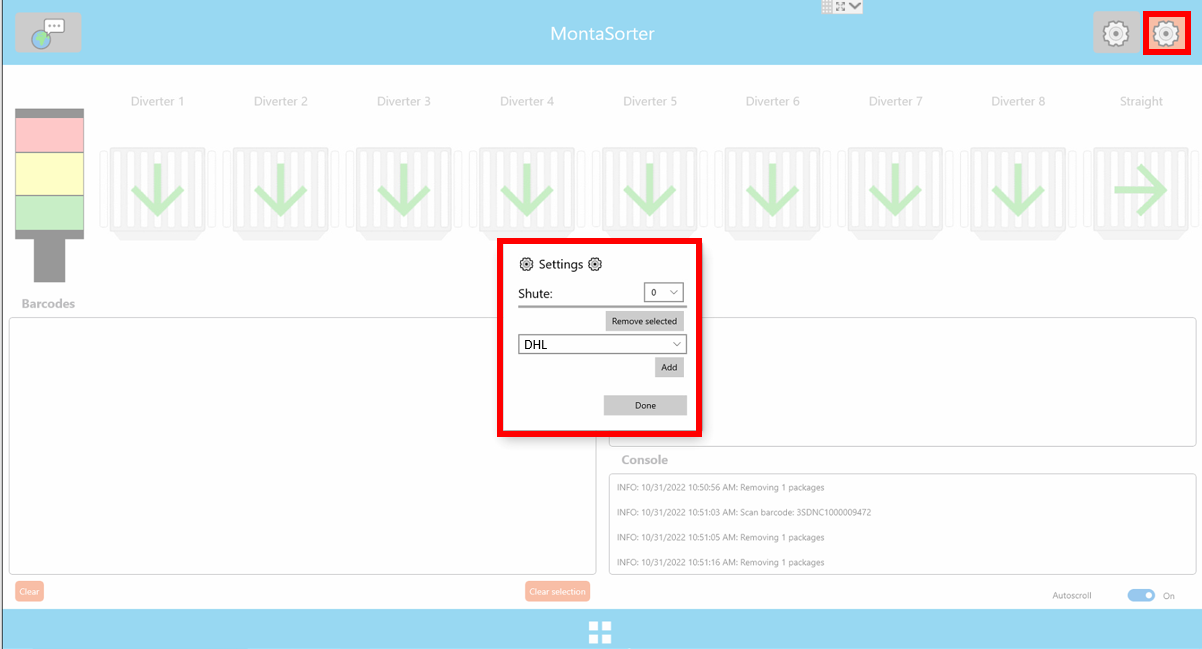 MontaSorter
Diverter 1
Diverter 2
Diverter 3
Diverter 4
Diverter 5
Diverter 6
Diverter 7
Diverter 8
Straight
Settings
Shute:
0
Remove selected
DHL
Add
Done
Barcodes
Console
INFO: 10/31/2022 10:50:56 AM: Removing 1 packages
INFO: 10/31/2022 10:51:03 AM: Scan barcode: 3SDNC1000009472
INFO: 10/31/2022 10:51:05 AM: Removing 1 packages
INFO: 10/31/2022 10:51:16 AM: Removing 1 packages
Clear
Clear selection
Autoscroll
On